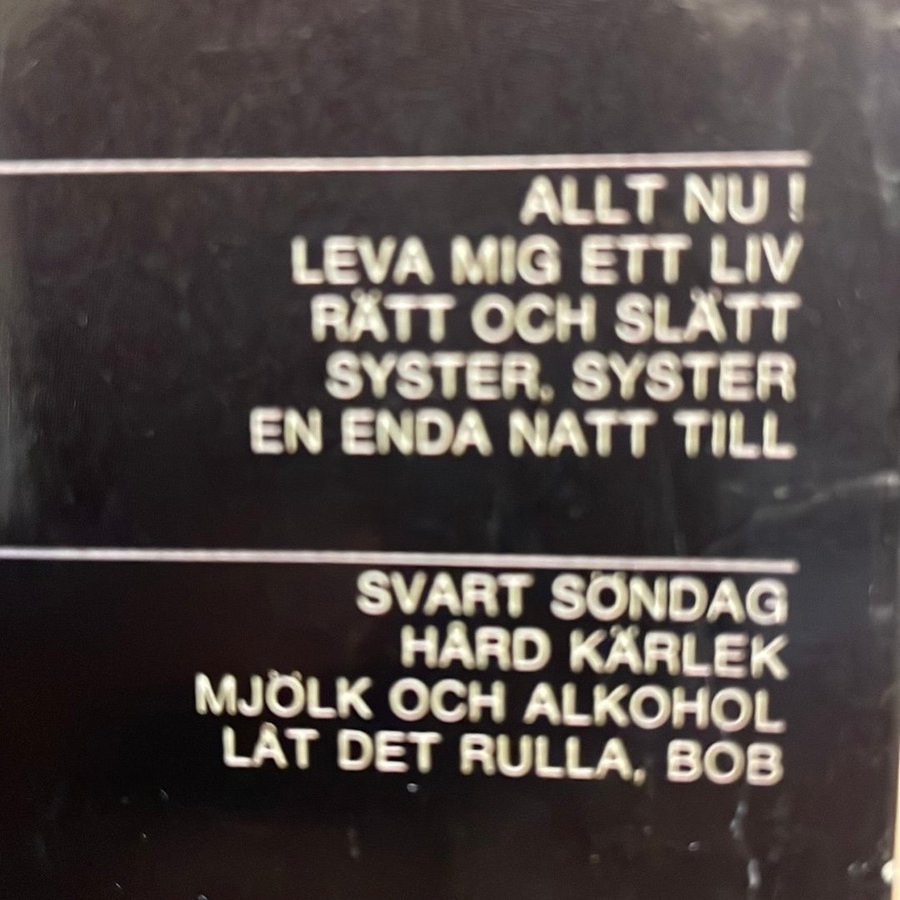 ALLT NU !
LEVA MIG ETT LIV
RÄTT OCH SLÄTT
SYSTER, SYSTER
EN ENDA NATT TILL
SVART SÖNDAG
HÅRD KÄRLEK
MJÖLK OCH ALKOHOL
LÅT DET RULLA, BOB